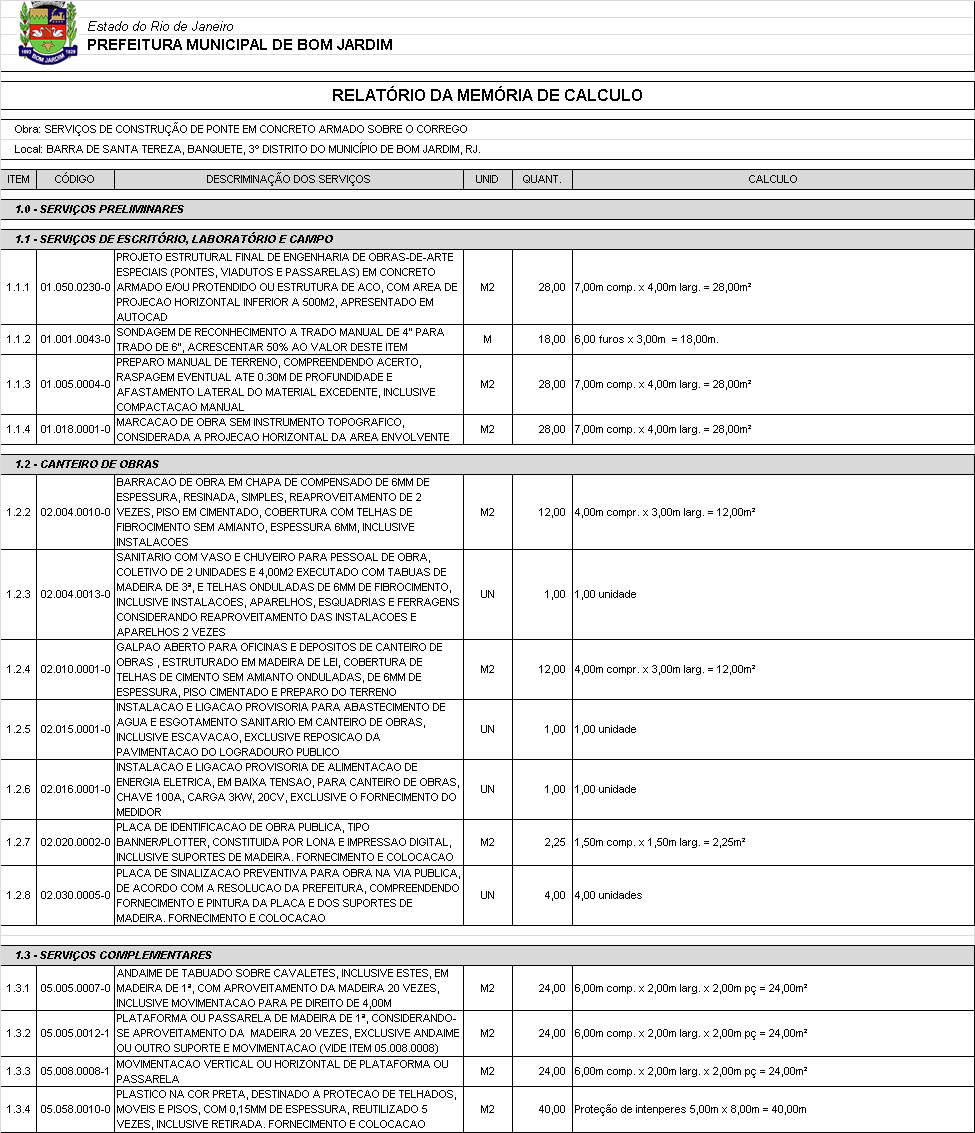 Estado do Rio de Janeiro
PREFEITURA MUNICIPAL DE BOM JARDIM
BOM JARDIM
RELATÓRIO DA MEMÓRIA DE CALCULO
Obra: SERVIÇOS DE CONSTRUÇÃO DE PONTE EM CONCRETO ARMADO SOBRE O CORREGO
Local: BARRA DE SANTA TEREZA, BANQUETE, 3º DISTRITO DO MUNICÍPIO DE BOM JARDIM, RJ.
ITEM CÓDIGO DESCRIMINAÇÃO DOS SERVIÇOS UNID QUANT. CALCULO
1.0 - SERVIÇOS PRELIMINARES
1.1 - SERVIÇOS DE ESCRITÓRIO, LABORATÓRIO E CAMPO
PROJETO ESTRUTURAL FINAL DE ENGENHARIA DE OBRAS-DE-ARTE
ESPECIAIS (PONTES, VIADUTOS E PASSARELAS) EM CONCRETO
1.1.1 01.050.0230-0 ARMADO E/OU PROTENDIDO OU ESTRUTURA DE ACO, COM AREA DE M2 28,00 7,00m comp. x 4,00m larg. = 28,00m²
PROJECAO HORIZONTAL INFERIOR A 500M2, APRESENTADO EM
AUTOCAD
1.1.2 01.001.0043-0 SONDAGEM DE RECONHECIMENTO A TRADO MANUAL DE 4" PARA M 18,00 6,00 furos x 3,00m = 18,00m.
TRADO DE 6", ACRESCENTAR 50% AO VALOR DESTE ITEM
PREPARO MANUAL DE TERRENO, COMPREENDENDO ACERTO,
1.1.3 01.005.0004-0 RASPAGEM EVENTUAL ATE 0.30M DE PROFUNDIDADE E M2 28,00 7,00m comp. x 4,00m larg. = 28,00m²
AFASTAMENTO LATERAL DO MATERIAL EXCEDENTE, INCLUSIVE
COMPACTACAO MANUAL
1.1.4 01.018.0001-0 MARCACAO DE OBRA SEM INSTRUMENTO TOPOGRAFICO, M2 28,00 7,00m comp. x 4,00m larg. = 28,00m²
CONSIDERADA A PROJECAO HORIZONTAL DA AREA ENVOLVENTE
1.2 - CANTEIRO DE OBRAS
BARRACAO DE OBRA EM CHAPA DE COMPENSADO DE 6MM DE
ESPESSURA, RESINADA, SIMPLES, REAPROVEITAMENTO DE 2
1.2.2 02.004.0010-0 VEZES, PISO EM CIMENTADO, COBERTURA COM TELHAS DE M2 12,00 4,00m compr. x 3,00m larg. = 12,00m²
FIBROCIMENTO SEM AMIANTO, ESPESSURA 6MM, INCLUSIVE
INSTALACOES
SANITARIO COM VASO E CHUVEIRO PARA PESSOAL DE OBRA,
COLETIVO DE 2 UNIDADES E 4,00M2 EXECUTADO COM TABUAS DE
1.2.3 02.004.0013-0 MADEIRA DE 3ª, E TELHAS ONDULADAS DE 6MM DE FIBROCIMENTO, UN 1,00 1,00 unidade
INCLUSIVE INSTALACOES, APARELHOS, ESQUADRIAS E FERRAGENS
CONSIDERANDO REAPROVEITAMENTO DAS INSTALACOES E
APARELHOS 2 VEZES
GALPAO ABERTO PARA OFICINAS E DEPOSITOS DE CANTEIRO DE
1.2.4 02.010.0001-0 OBRAS , ESTRUTURADO EM MADEIRA DE LEI, COBERTURA DE M2 12,00 4,00m compr. x 3,00m larg. = 12,00m²
TELHAS DE CIMENTO SEM AMIANTO ONDULADAS, DE 6MM DE
ESPESSURA, PISO CIMENTADO E PREPARO DO TERRENO
INSTALACAO E LIGACAO PROVISORIA PARA ABASTECIMENTO DE
1.2.5 02.015.0001-0 AGUA E ESGOTAMENTO SANITARIO EM CANTEIRO DE OBRAS, UN 1,00 1,00 unidade
INCLUSIVE ESCAVACAO, EXCLUSIVE REPOSICAO DA
PAVIMENTACAO DO LOGRADOURO PUBLICO
INSTALACAO E LIGACAO PROVISORIA DE ALIMENTACAO DE
1.2.6 02.016.0001-0 ENERGIA ELETRICA, EM BAIXA TENSAO, PARA CANTEIRO DE OBRAS, UN 1,00 1,00 unidade
CHAVE 100A, CARGA 3KW, 20CV, EXCLUSIVE O FORNECIMENTO DO
MEDIDOR
PLACA DE IDENTIFICACAO DE OBRA PUBLICA, TIPO
1.2.7 02.020.0002-0 BANNER/PLOTTER, CONSTITUIDA POR LONA E IMPRESSAO DIGITAL, M2 2,25 1,50m comp. x 1,50m larg. = 2,25m²
INCLUSIVE SUPORTES DE MADEIRA. FORNECIMENTO E COLOCACAO
PLACA DE SINALIZACAO PREVENTIVA PARA OBRA NA VIA PUBLICA,
1.2.8 02.030.0005-0 DE ACORDO COM A RESOLUCAO DA PREFEITURA, COMPREENDENDO UN 4,00 4,00 unidades
FORNECIMENTO E PINTURA DA PLACA E DOS SUPORTES DE
MADEIRA. FORNECIMENTO E COLOCACAO
1.3 - SERVIÇOS COMPLEMENTARES
ANDAIME DE TABUADO SOBRE CAVALETES, INCLUSIVE ESTES, EM
1.3.1 05.005.0007-0 MADEIRA DE 1ª, COM APROVEITAMENTO DA MADEIRA 20 VEZES, M2 24,00 6,00m comp. x 2,00m larg. x 2,00m pç = 24,00m²
INCLUSIVE MOVIMENTACAO PARA PE DIREITO DE 4,00M
PLATAFORMA OU PASSARELA DE MADEIRA DE 1ª, CONSIDERANDO-
1.3.2 05.005.0012-1 SE APROVEITAMENTO DA MADEIRA 20 VEZES, EXCLUSIVE ANDAIME M2 24,00 6,00m comp. x 2,00m larg. x 2,00m pç = 24,00m²
OU OUTRO SUPORTE E MOVIMENTACAO (VIDE ITEM 05.008.0008)
1.3.3 05.008.0008-1 MOVIMENTACAO VERTICAL OU HORIZONTAL DE PLATAFORMA OU M2 24,00 6,00m comp. x 2,00m larg. x 2,00m pç = 24,00m²
PASSARELA
PLASTICO NA COR PRETA, DESTINADO A PROTECAO DE TELHADOS,
1.3.4 05.058.0010-0 MOVEIS E PISOS, COM 0,15MM DE ESPESSURA, REUTILIZADO 5 M2 40,00 Proteção de intenperes 5,00m x 8,00m = 40,00m
VEZES, INCLUSIVE RETIRADA. FORNECIMENTO E COLOCACAO